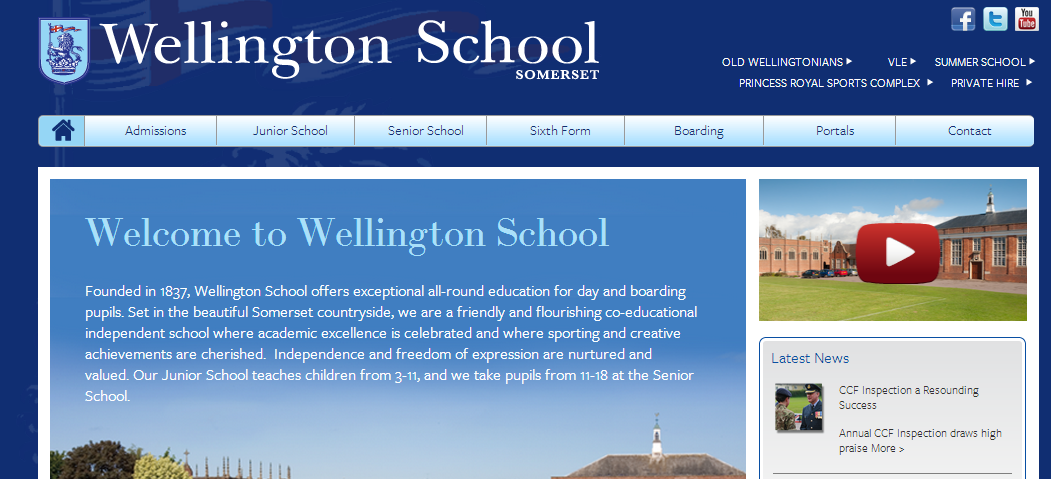 Wellington School
SOMERSET
You
Tube
OLD WELLINGTONIANS
VLE
SUMMER SCHOOL
PRINCESS ROYAL SPORTS COMPLEX
PRIVATE HIRE
Admissions
Junior School
Senior School
Sixth Form
Boarding
Portals
Contact
Welcome to Wellington School
Founded in 1837, Wellington School offers exceptional all-round education for day and boarding
pupils. Set in the beautiful Somerset countryside, we are a friendly and flourishing co-educational
independent school where academic excellence is celebrated and where sporting and creative
achievements are cherished.  Independence and freedom of expression are nurtured and
valued. Our Junior School teaches children from 3-11, and we take pupils from 11-18 at the Senior
School.
Latest News
CCF Inspection a Resounding
Success
Annual CCF Inspection draws high
praise More >